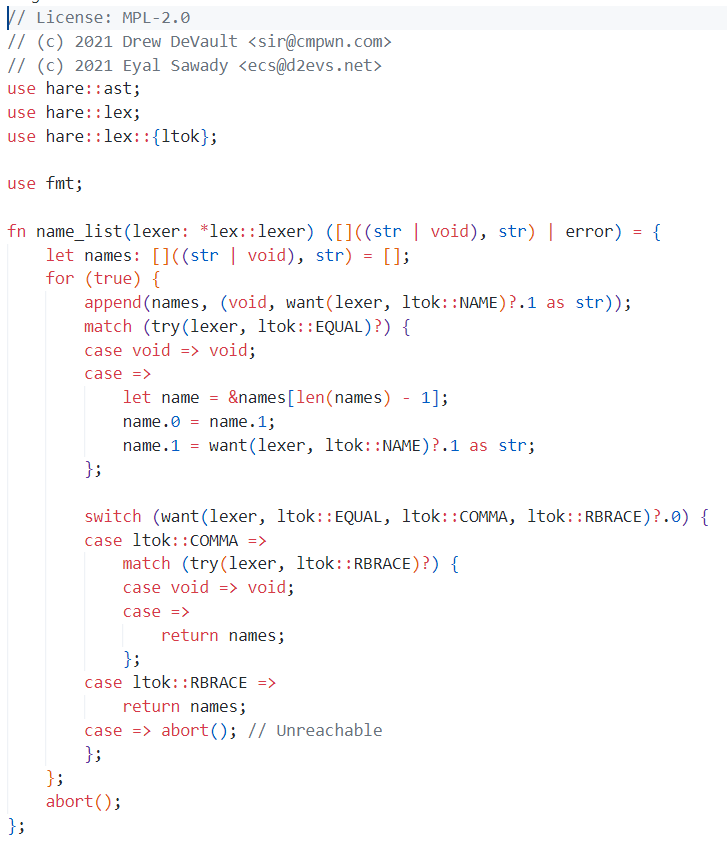 // License: MPL-2.0
// (c) 2021 Drew DeVault <sir@cmpwn.com>
// (c) 2021 Eyal Sawady <ecs@d2evs.net>
use hare::ast;
use hare::lex;
use hare::lex::{ltok};

use fmt;

fn name_list(lexer: *lex::lexer) ([]((str | void), str) | error) = {
    let names: []((str | void), str) = [];
    for (true) {
        append(names, (void, want(lexer, ltok::NAME)?.1 as str));
        match (try(lexer, ltok::EQUAL)?) {
        case void => void;
        case =>
            let name = &names[len(names) - 1];
            name.0 = name.1;
            name.1 = want(lexer, ltok::NAME)?.1 as str;
        };

        switch (want(lexer, ltok::EQUAL, ltok::COMMA, ltok::RBRACE)?.0) {
        case ltok::COMMA =>
            match (try(lexer, ltok::RBRACE)?) {
            case void => void;
            case =>
                return names;
            };
        case ltok::RBRACE =>
            return names;
        case => abort(); // Unreachable
        };
    };
    abort();
};